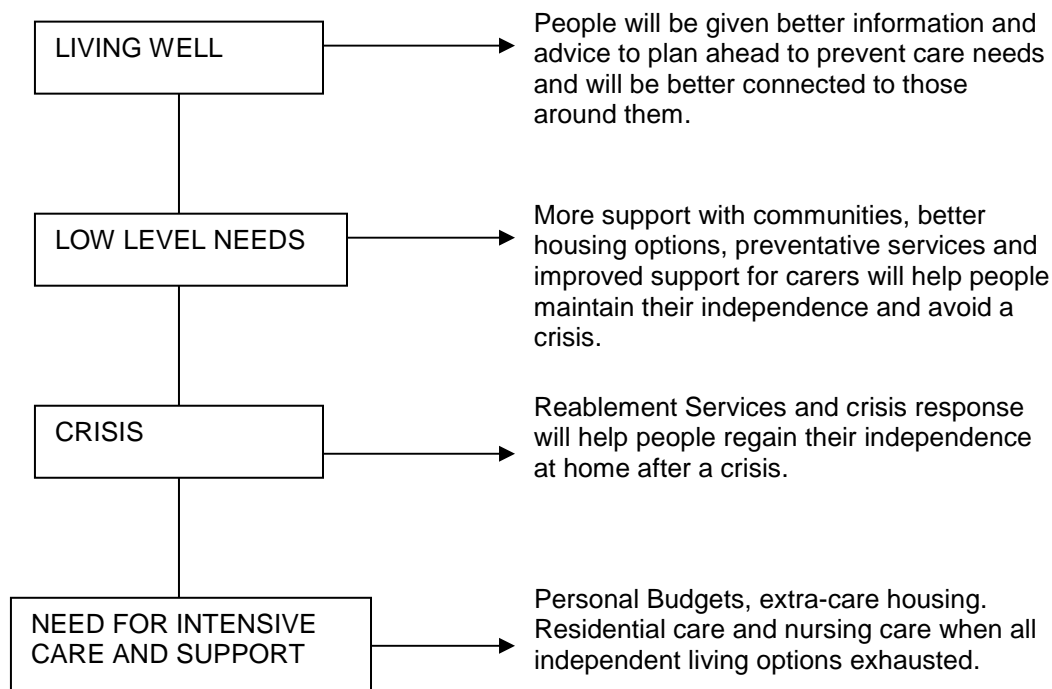 LIVING WELL
People will be given better information and
advice to plan ahead to prevent care needs
and will be better connected to those
around them.
LOW LEVEL NEEDS
More support with communities, better
housing options, preventative services and
improved support for carers will help people
maintain their independence and avoid a
crisis.
CRISIS
Reablement Services and crisis response
will help people regain their independence
at home after a crisis.
NEED FOR INTENSIVE
CARE AND SUPPORT
Personal Budgets, extra-care housing.
Residential care and nursing care when all
independent living options exhausted.